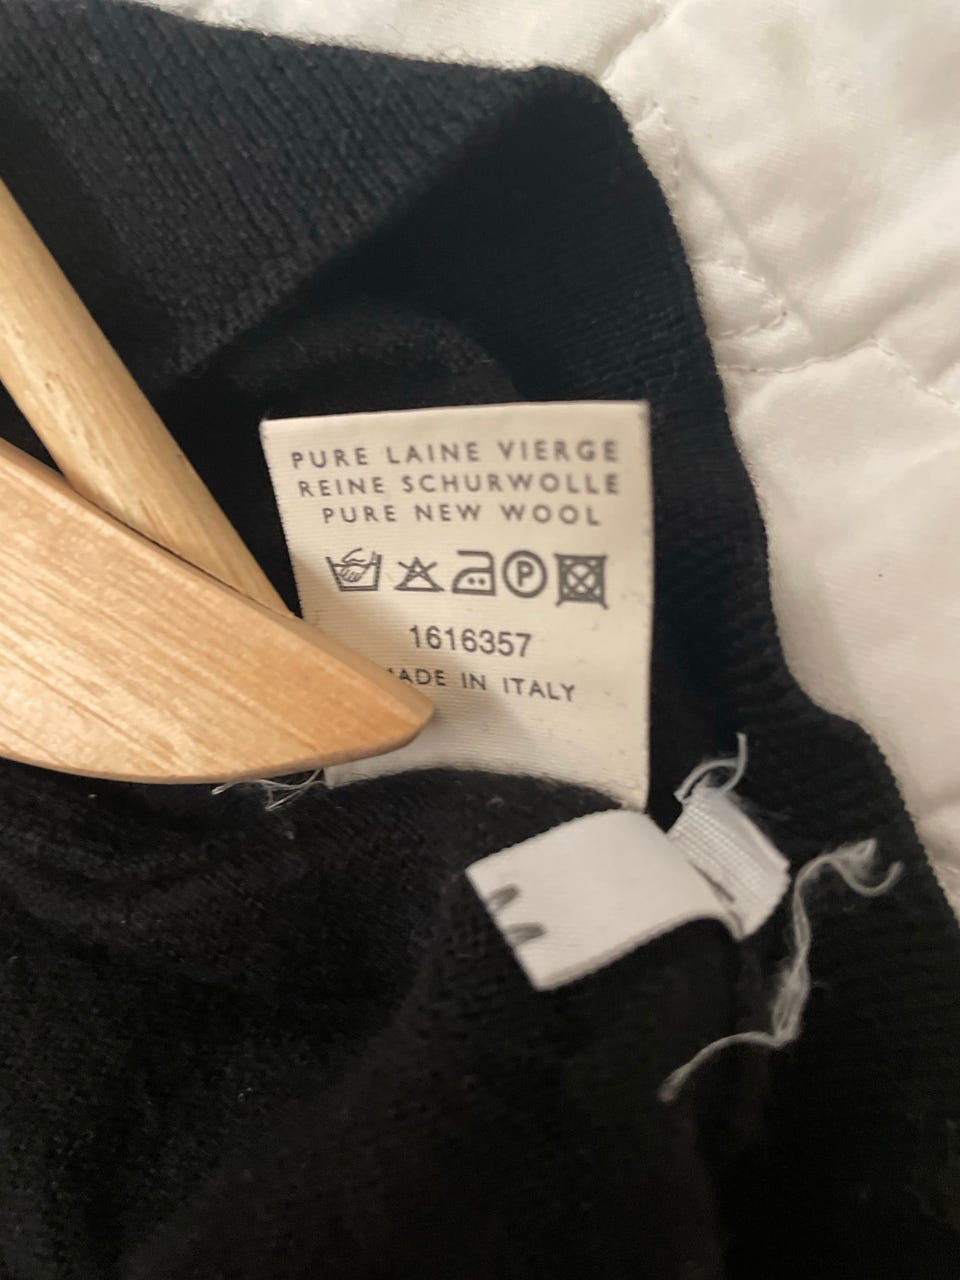 PURE LAINE VIERGE
REINE SCHURWOLLE
PURE NEW WOOL
P
1616357
MADE IN ITALY